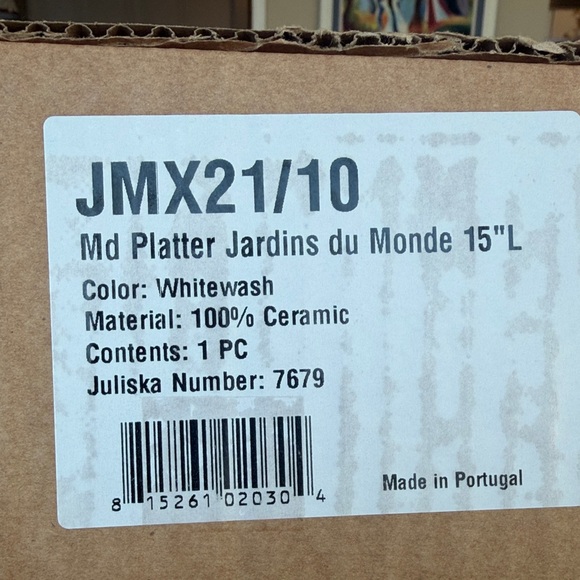 JMX21/10
Md Platter Jardins du Monde 15"L
Color: Whitewash
Material: 100% Ceramic
Contents: 1 PC
Juliska Number: 7679
8 15261 02030 4
Made in Portugal